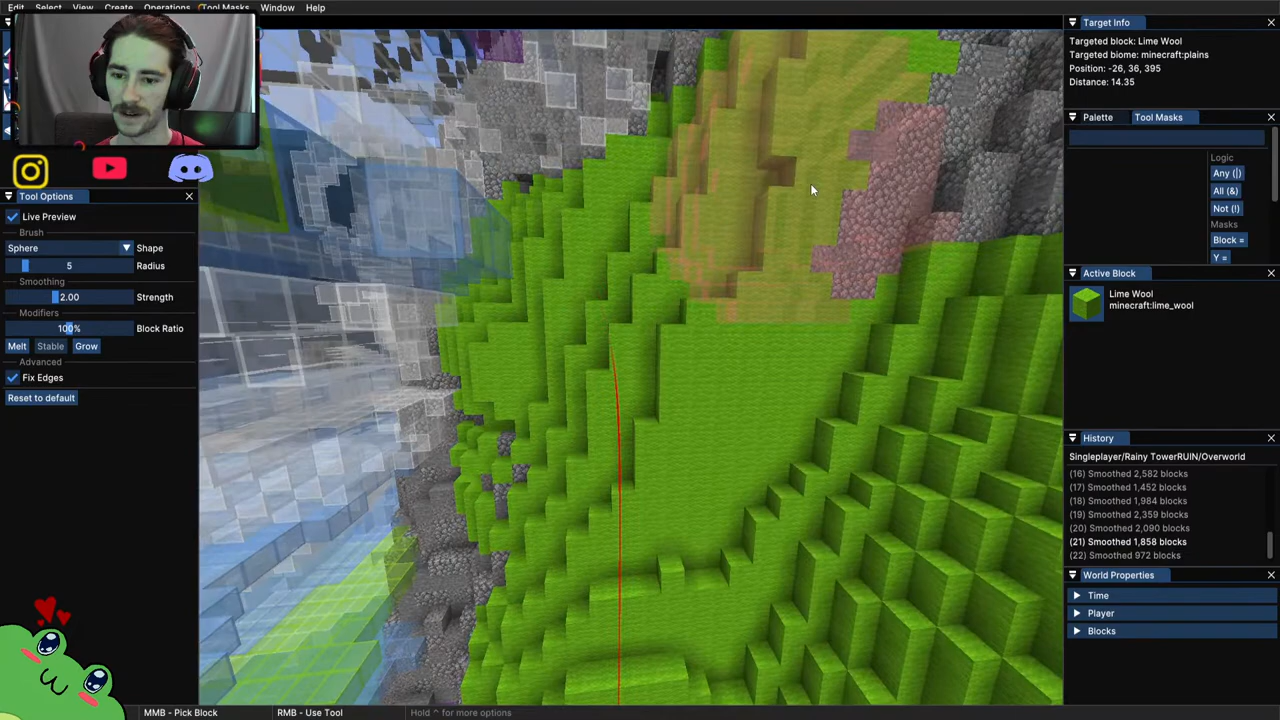 Edit Select View Create Operations Tool Masks Window Help
Tool Options
Live Preview
Brush
Sphere Shape
5 Radius
Smoothing
2.00 Strength
Modifiers
100% Block Ratio
Melt Stable Grow
Advanced
Fix Edges
Reset to default
Target Info
Targeted block: Lime Wool
Targeted biome: minecraft:plains
Position: -26, 36, 395
Distance: 14.35
Palette Tool Masks
Logic
Any (|)
All (&)
Not (!)
Masks
Block =
Y =
Active Block
Lime Wool
minecraft:lime_wool
History
Singleplayer/Rainy TowerRUIN/Overworld
(16) Smoothed 2,582 blocks
(17) Smoothed 1,452 blocks
(18) Smoothed 1,984 blocks
(19) Smoothed 2,359 blocks
(20) Smoothed 2,090 blocks
(21) Smoothed 1,858 blocks
(22) Smoothed 972 blocks
World Properties
Time
Player
Blocks
MMB - Pick Block RMB - Use Tool Hold ^ for more options